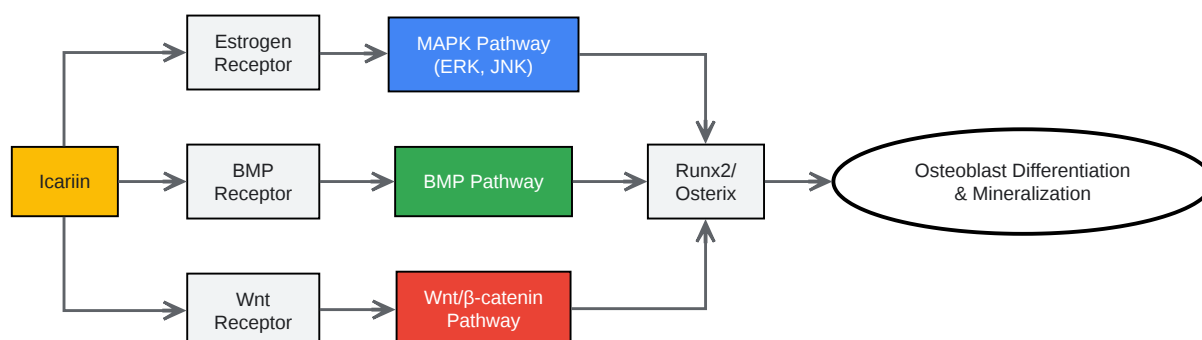 Estrogen
Receptor
MAPK Pathway
(ERK, JNK)
Icariin
BMP
Receptor
BMP Pathway
Runx2/
Osterix
Osteoblast Differentiation
& Mineralization
Wnt
Receptor
Wnt/β-catenin
Pathway